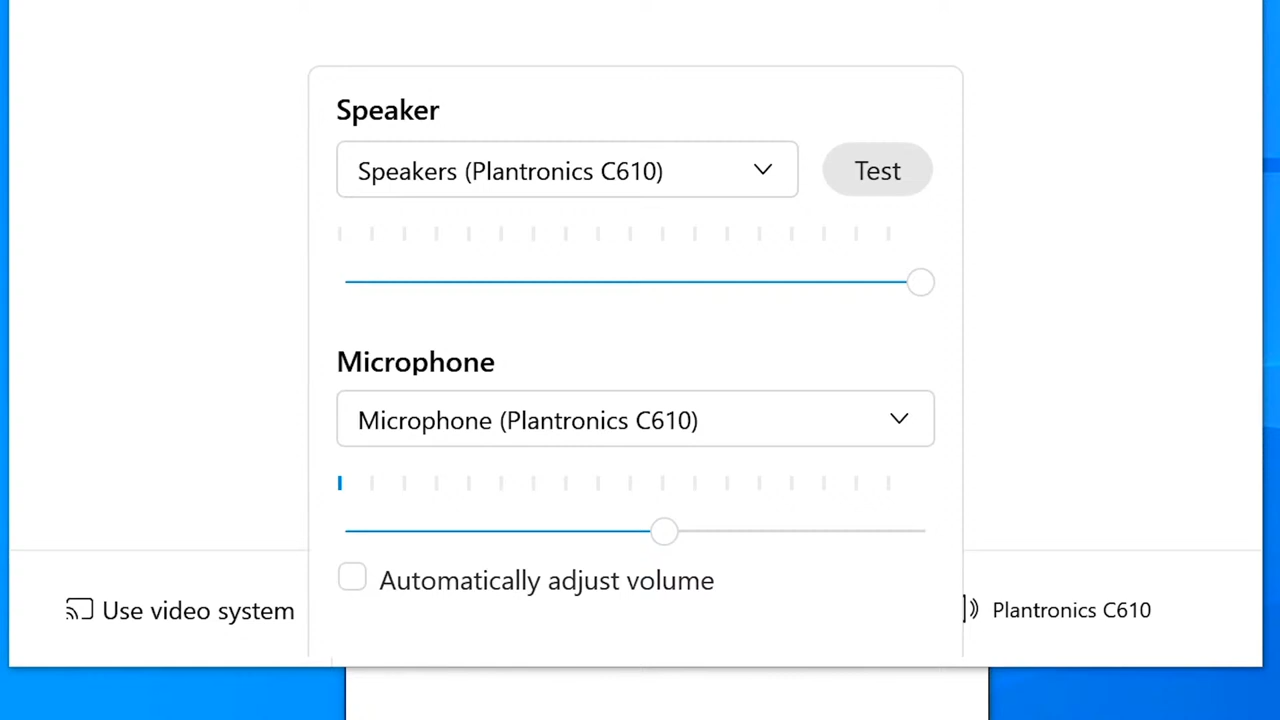 Speaker
Speakers (Plantronics C610)
Test
Microphone
Microphone (Plantronics C610)
Automatically adjust volume
Use video system
Plantronics C610